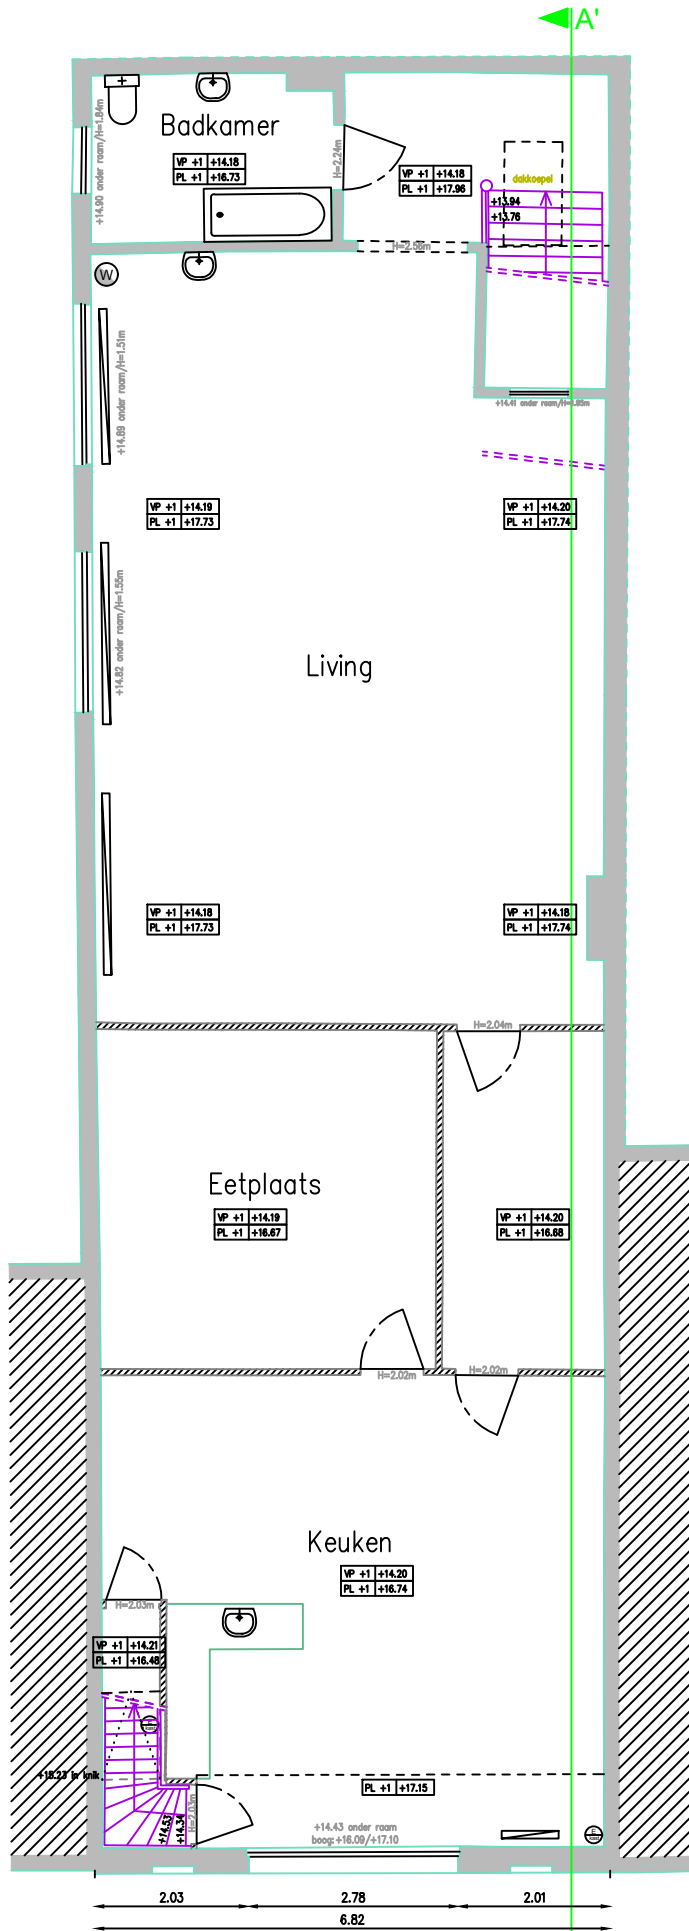 A'
Badkamer
+14.90 onder raam/H=1.84m
VP +1 +14.18
PL +1 +16.73
H=2.24m
VP +1 +14.18
PL +1 +17.96
dakkoepel
+13.94
+13.76
H=2.56m
W
+14.89 onder raam/H=1.51m
+14.41 onder raam/H=1.85m
VP +1 +14.19
PL +1 +17.73
VP +1 +14.20
PL +1 +17.74
+14.82 onder raam/H=1.55m
Living
VP +1 +14.18
PL +1 +17.73
VP +1 +14.18
PL +1 +17.74
H=2.04m
Eetplaats
VP +1 +14.19
PL +1 +16.67
VP +1 +14.20
PL +1 +16.68
H=2.02m
H=2.02m
Keuken
VP +1 +14.20
PL +1 +16.74
H=2.03m
VP +1 +14.21
PL +1 +16.48
+15.23 in knik
PL +1 +17.15
H=2.03m
+14.53
+14.34
+14.43 onder raam
boog:+16.09/+17.10
2.03 2.78 2.01
6.82